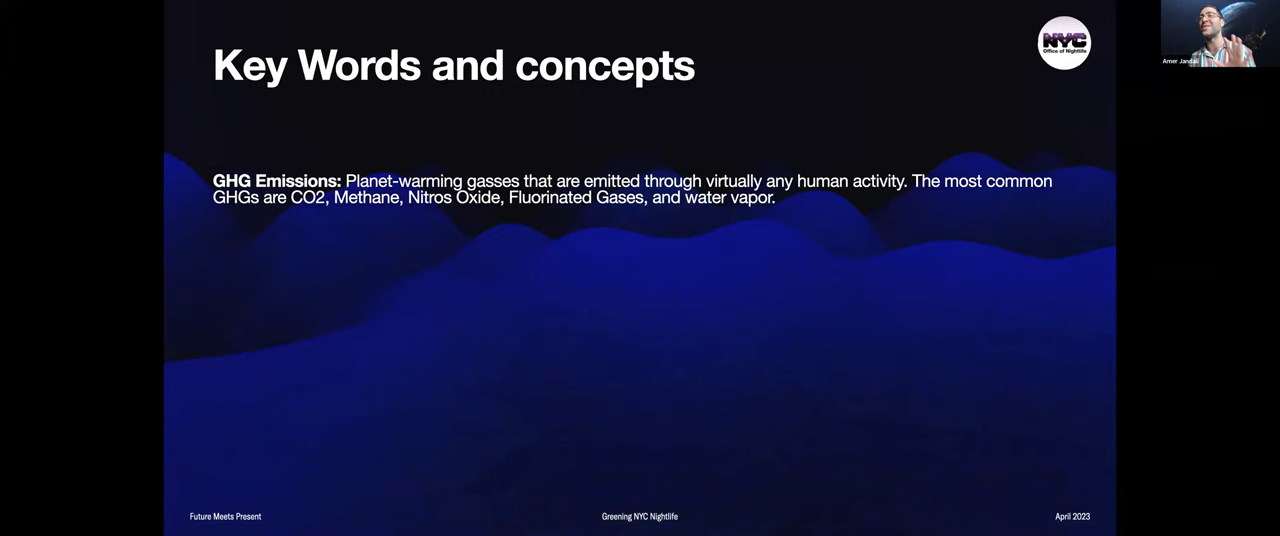 Key Words and concepts
NYC
Office of Nightlife
GHG Emissions: Planet-warming gasses that are emitted through virtually any human activity. The most common
GHGs are CO2, Methane, Nitros Oxide, Fluorinated Gases, and water vapor.
Future Meets Present
Greening NYC Nightlife
April 2023
Amer Jandali